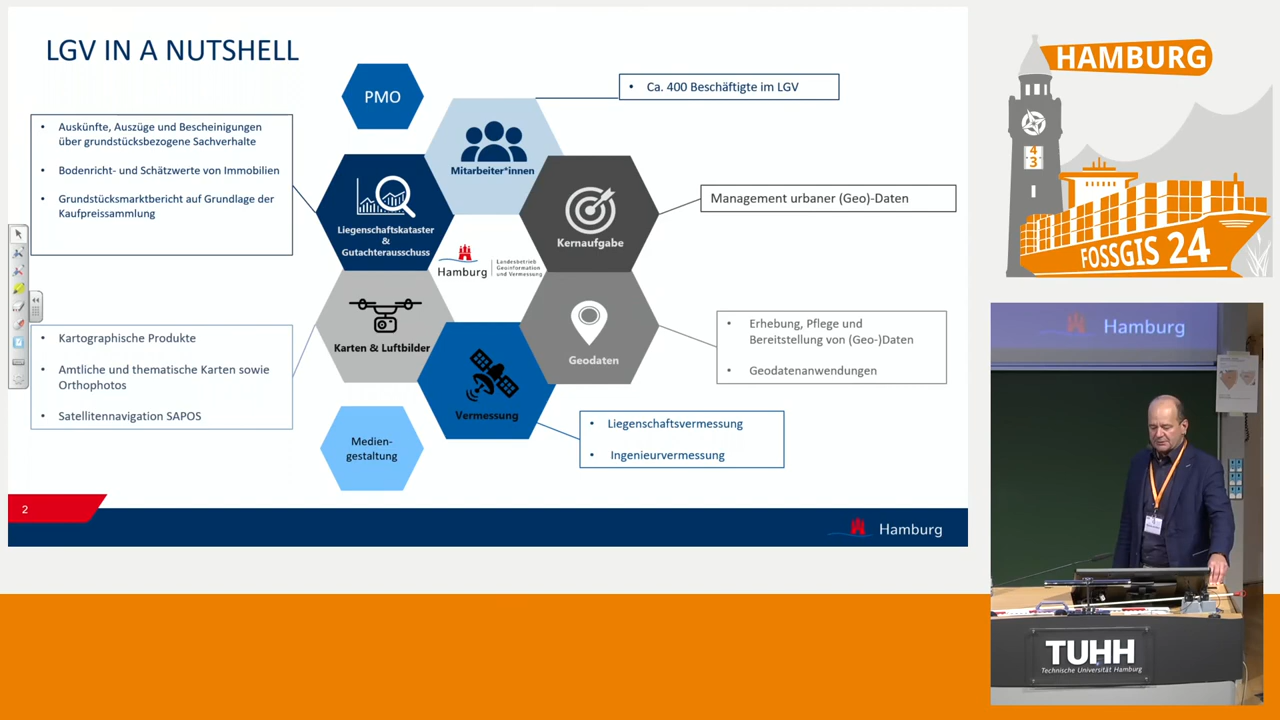 LGV IN A NUTSHELL
PMO
• Ca. 400 Beschäftigte im LGV
Mitarbeiter*innen
• Auskünfte, Auszüge und Bescheinigungen
über grundstücksbezogene Sachverhalte
• Bodenricht- und Schätzwerte von Immobilien
• Grundstücksmarktbericht auf Grundlage der
Kaufpreissammlung
Liegenschaftskataster
&
Gutachterausschuss
Kernaufgabe
Management urbaner (Geo)-Daten
Hamburg
Landesbetrieb
Geoinformation
und Vermessung
• Kartographische Produkte
• Amtliche und thematische Karten sowie
Orthophotos
• Satellitennavigation SAPOS
Karten & Luftbilder
Geodaten
• Erhebung, Pflege und
Bereitstellung von (Geo-)Daten
• Geodatenanwendungen
Vermessung
• Liegenschaftsvermessung
• Ingenieurvermessung
Medien-
gestaltung
2
Hamburg
HAMBURG
4
3
FOSSGIS 24
Hamburg
TUHH
Technische Universität Hamburg